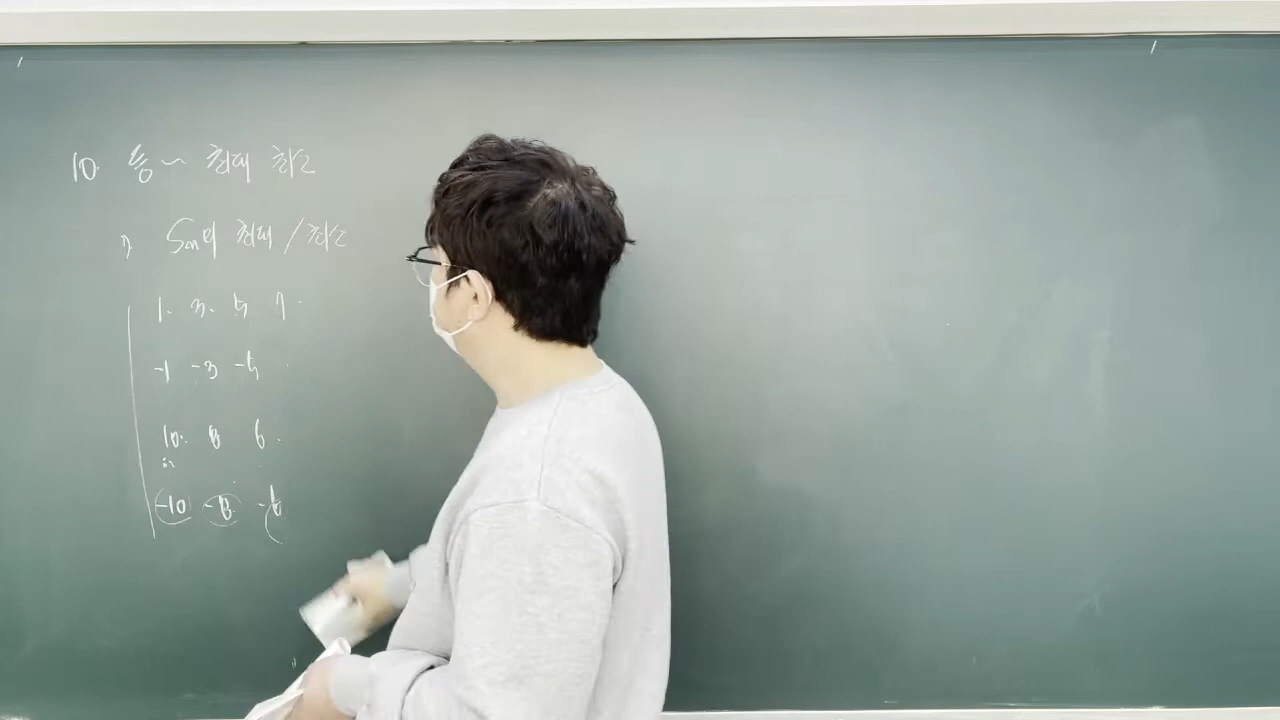 10. 등~ 최대 최소
Sn의 최대 / 최소
1. 3. 5 7.
-1 -3 -5
10. 8 6.
-10 -8 -6